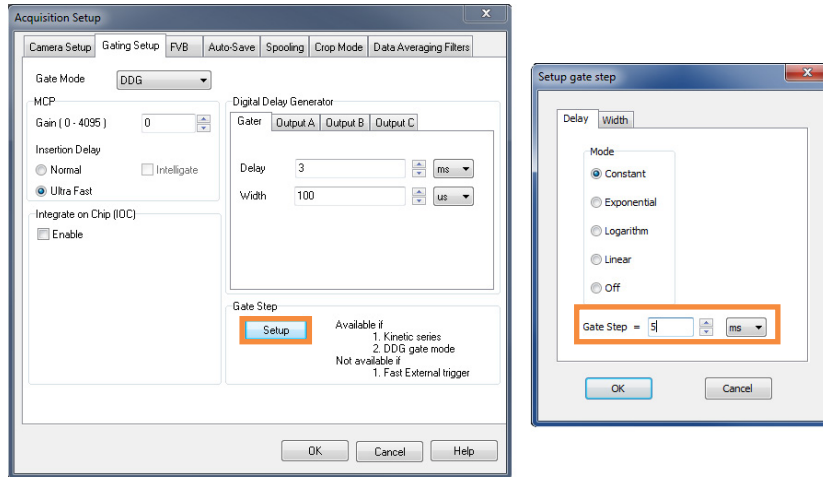 Acquisition Setup
x
Camera Setup Gating Setup FVB Auto-Save Spooling Crop Mode Data Averaging Filters
Gate Mode DDG
MCP
Gain ( 0 - 4095 ) 0
Insertion Delay
Normal Intelligate
Ultra Fast
Integrate on Chip (IOC)
Enable
Digital Delay Generator
Gater Output A Output B Output C
Delay 3 ms
Width 100 us
Gate Step
Setup
Available if
1. Kinetic series
2. DDG gate mode
Not available if
1. Fast External trigger
OK Cancel Help
Setup gate step
x
Delay Width
Mode
Constant
Exponential
Logarithm
Linear
Off
Gate Step = 5 ms
OK Cancel